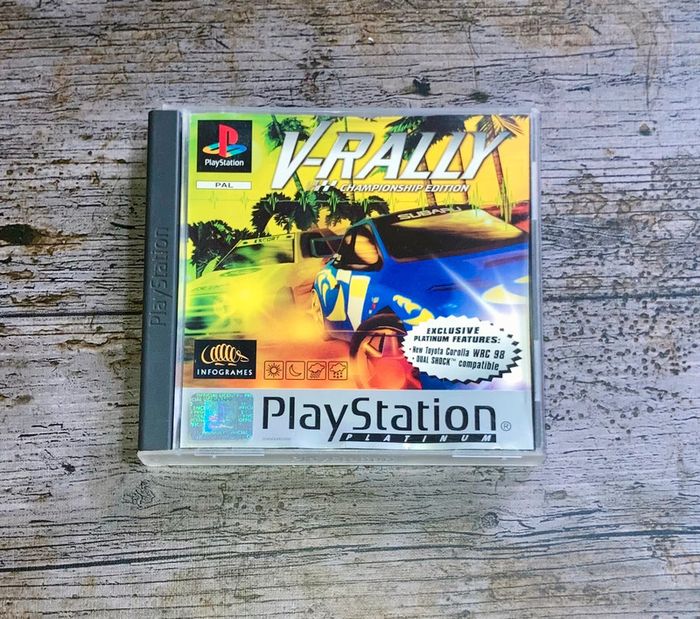 PlayStation
PlayStation
PAL
V-RALLY
CHAMPIONSHIP EDITION
SUBARU
ESCORT
EXCLUSIVE
PLATINUM FEATURES:
• New Toyota Corolla WRC 98
• DUAL SHOCK™ compatible
INFOGRAMES
PlayStation®
PLATINUM